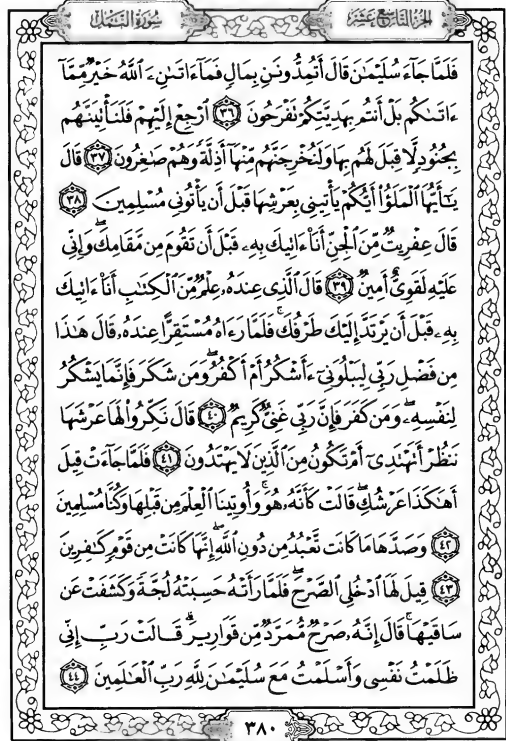 الجزء التاسع عشر
سورة النمل
فَلَمَّا جَآءَ سُلَيْمَٰنَ قَالَ أَتُمِدُّونَنِ بِمَالٍ فَمَآ ءَاتَىٰنِۦَ ٱللَّهُ خَيْرٌ مِّمَّآ
ءَاتَىٰكُم بَلْ أَنتُم بِهَدِيَّتِكُمْ تَفْرَحُونَ ٣٦ ٱرْجِعْ إِلَيْهِمْ فَلَنَأْتِيَنَّهُم
بِجُنُودٍ لَّا قِبَلَ لَهُم بِهَا وَلَنُخْرِجَنَّهُم مِّنْهَآ أَذِلَّةً وَهُمْ صَٰغِرُونَ ٣٧ قَالَ
يَٰٓأَيُّهَا ٱلْمَلَؤُا۟ أَيُّكُمْ يَأْتِينِى بِعَرْشِهَا قَبْلَ أَن يَأْتُونِى مُسْلِمِينَ ٣٨
قَالَ عِفْرِيتٌ مِّنَ ٱلْجِنِّ أَنَا۠ ءَاتِيكَ بِهِۦ قَبْلَ أَن تَقُومَ مِن مَّقَامِكَ ۖ وَإِنِّى
عَلَيْهِ لَقَوِىٌّ أَمِينٌ ٣٩ قَالَ ٱلَّذِى عِندَهُۥ عِلْمٌ مِّنَ ٱلْكِتَٰبِ أَنَا۠ ءَاتِيكَ
بِهِۦ قَبْلَ أَن يَرْتَدَّ إِلَيْكَ طَرْفُكَ ۚ فَلَمَّا رَءَاهُ مُسْتَقِرًّا عِندَهُۥ قَالَ هَٰذَا
مِن فَضْلِ رَبِّى لِيَبْلُوَنِىٓ ءَأَشْكُرُ أَمْ أَكْفُرُ ۖ وَمَن شَكَرَ فَإِنَّمَا يَشْكُرُ
لِنَفْسِهِۦ ۖ وَمَن كَفَرَ فَإِنَّ رَبِّى غَنِىٌّ كَرِيمٌ ٤٠ قَالَ نَكِّرُوا۟ لَهَا عَرْشَهَا
نَنظُرْ أَتَهْتَدِىٓ أَمْ تَكُونُ مِنَ ٱلَّذِينَ لَا يَهْتَدُونَ ٤١ فَلَمَّا جَآءَتْ قِيلَ
أَهَٰكَذَا عَرْشُكِ ۖ قَالَتْ كَأَنَّهُۥ هُوَ ۚ وَأُوتِينَا ٱلْعِلْمَ مِن قَبْلِهَا وَكُنَّا مُسْلِمِينَ
٤٢ وَصَدَّهَا مَا كَانَت تَّعْبُدُ مِن دُونِ ٱللَّهِ ۖ إِنَّهَا كَانَتْ مِن قَوْمٍ كَٰفِرِينَ
٤٣ قِيلَ لَهَا ٱدْخُلِى ٱلصَّرْحَ ۖ فَلَمَّا رَأَتْهُ حَسِبَتْهُ لُجَّةً وَكَشَفَتْ عَن
سَاقَيْهَا ۚ قَالَ إِنَّهُۥ صَرْحٌ مُّمَرَّدٌ مِّن قَوَارِيرَ ۗ قَالَتْ رَبِّ إِنِّى
ظَلَمْتُ نَفْسِى وَأَسْلَمْتُ مَعَ سُلَيْمَٰنَ لِلَّهِ رَبِّ ٱلْعَٰلَمِينَ ٤٤
٣٨٠